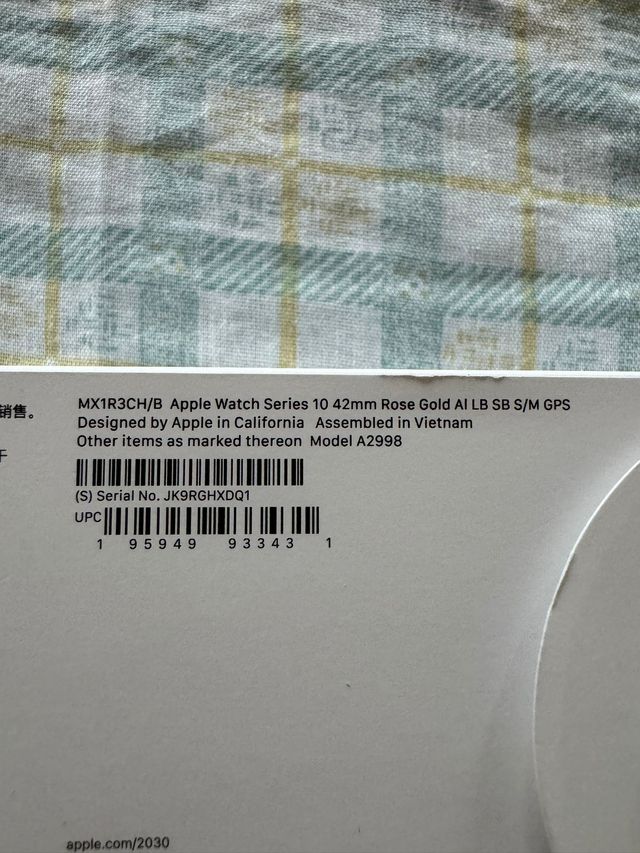 销售。
于
MX1R3CH/B Apple Watch Series 10 42mm Rose Gold Al LB SB S/M GPS
Designed by Apple in California Assembled in Vietnam
Other items as marked thereon Model A2998
(S) Serial No. JK9RGHXDQ1
UPC
1 95949 93343 1
apple.com/2030